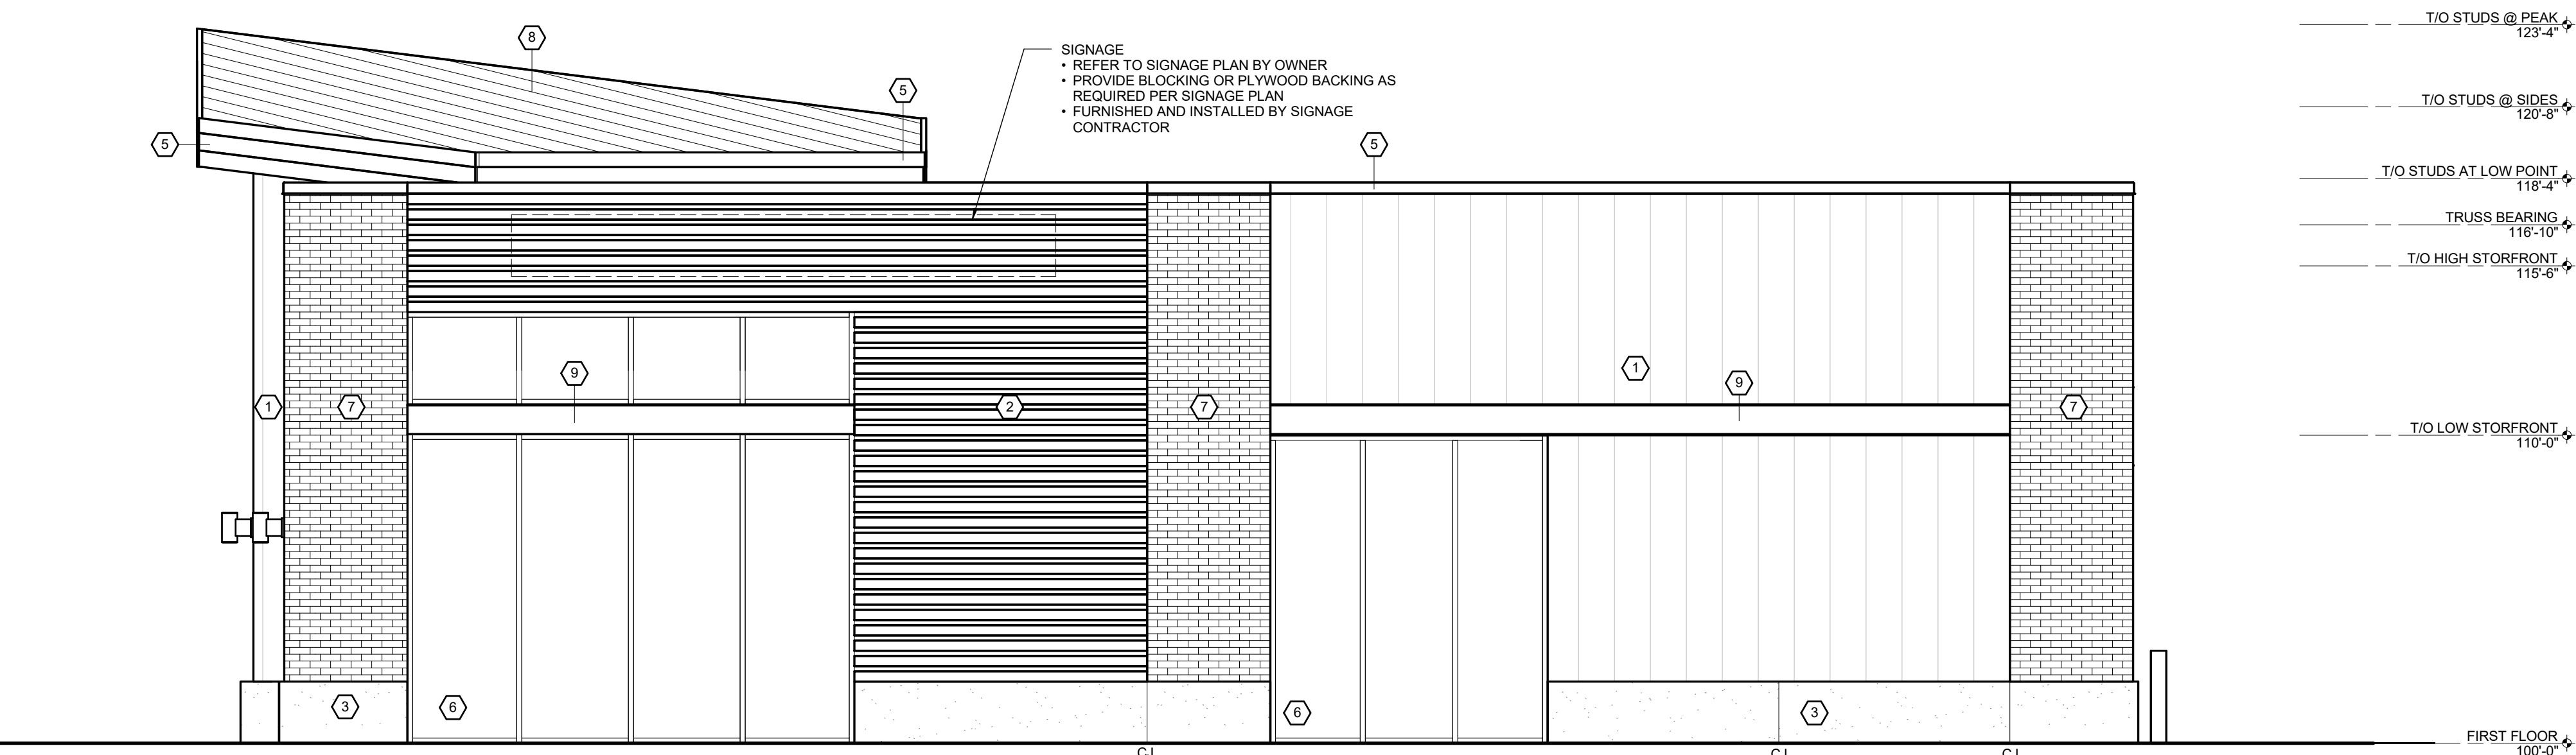 8
5
5
5
SIGNAGE
• REFER TO SIGNAGE PLAN BY OWNER
• PROVIDE BLOCKING OR PLYWOOD BACKING AS
REQUIRED PER SIGNAGE PLAN
• FURNISHED AND INSTALLED BY SIGNAGE
CONTRACTOR
T/O STUDS @ PEAK
123'-4"
T/O STUDS @ SIDES
120'-8"
T/O STUDS AT LOW POINT
118'-4"
TRUSS BEARING
116'-10"
T/O HIGH STORFRONT
115'-6"
T/O LOW STORFRONT
110'-0"
FIRST FLOOR
100'-0"
9
1
9
1
7
2
7
7
3
6
6
3